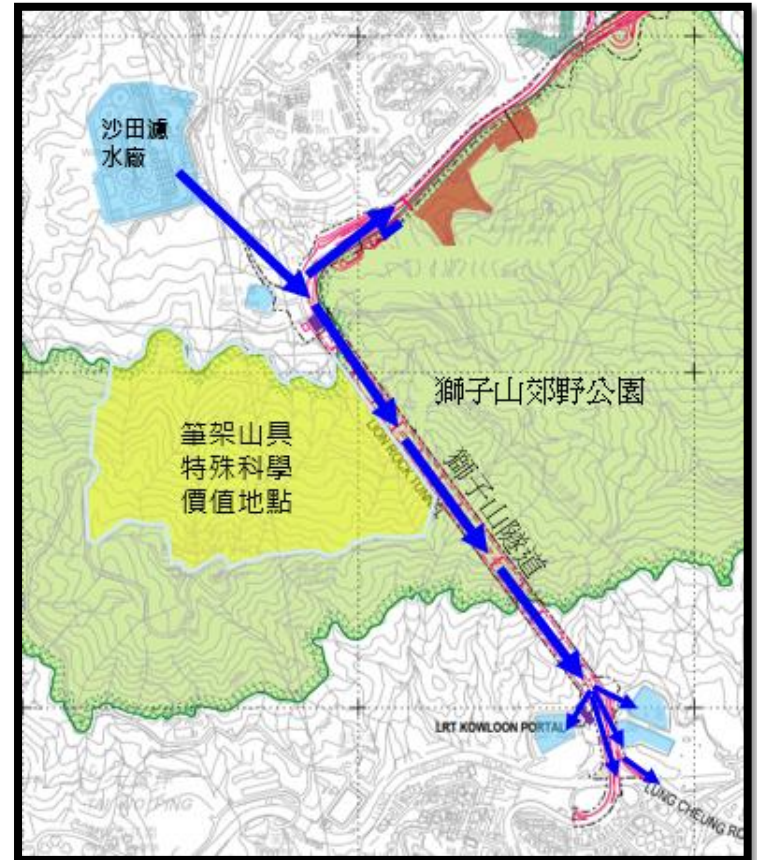 沙田濾
水廠
獅子山郊野公園
筆架山具
特殊科學
價值地點
LION ROCK TUNNEL
獅子山隧道
LRT KOWLOON PORTAL
LUNG CHEUNG RO